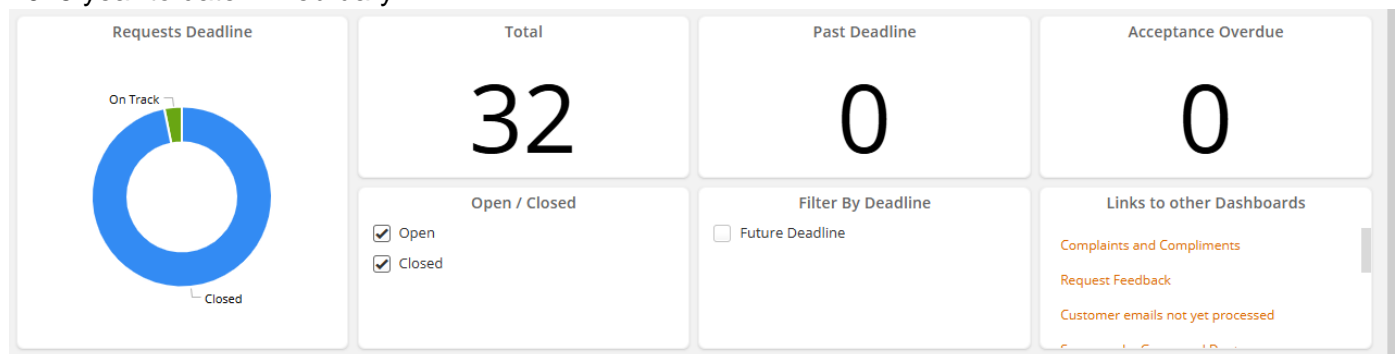 Requests Deadline
On Track
Closed
Total
32
Past Deadline
0
Acceptance Overdue
0
Open / Closed
Open
Closed
Filter By Deadline
Future Deadline
Links to other Dashboards
Complaints and Compliments
Request Feedback
Customer emails not yet processed